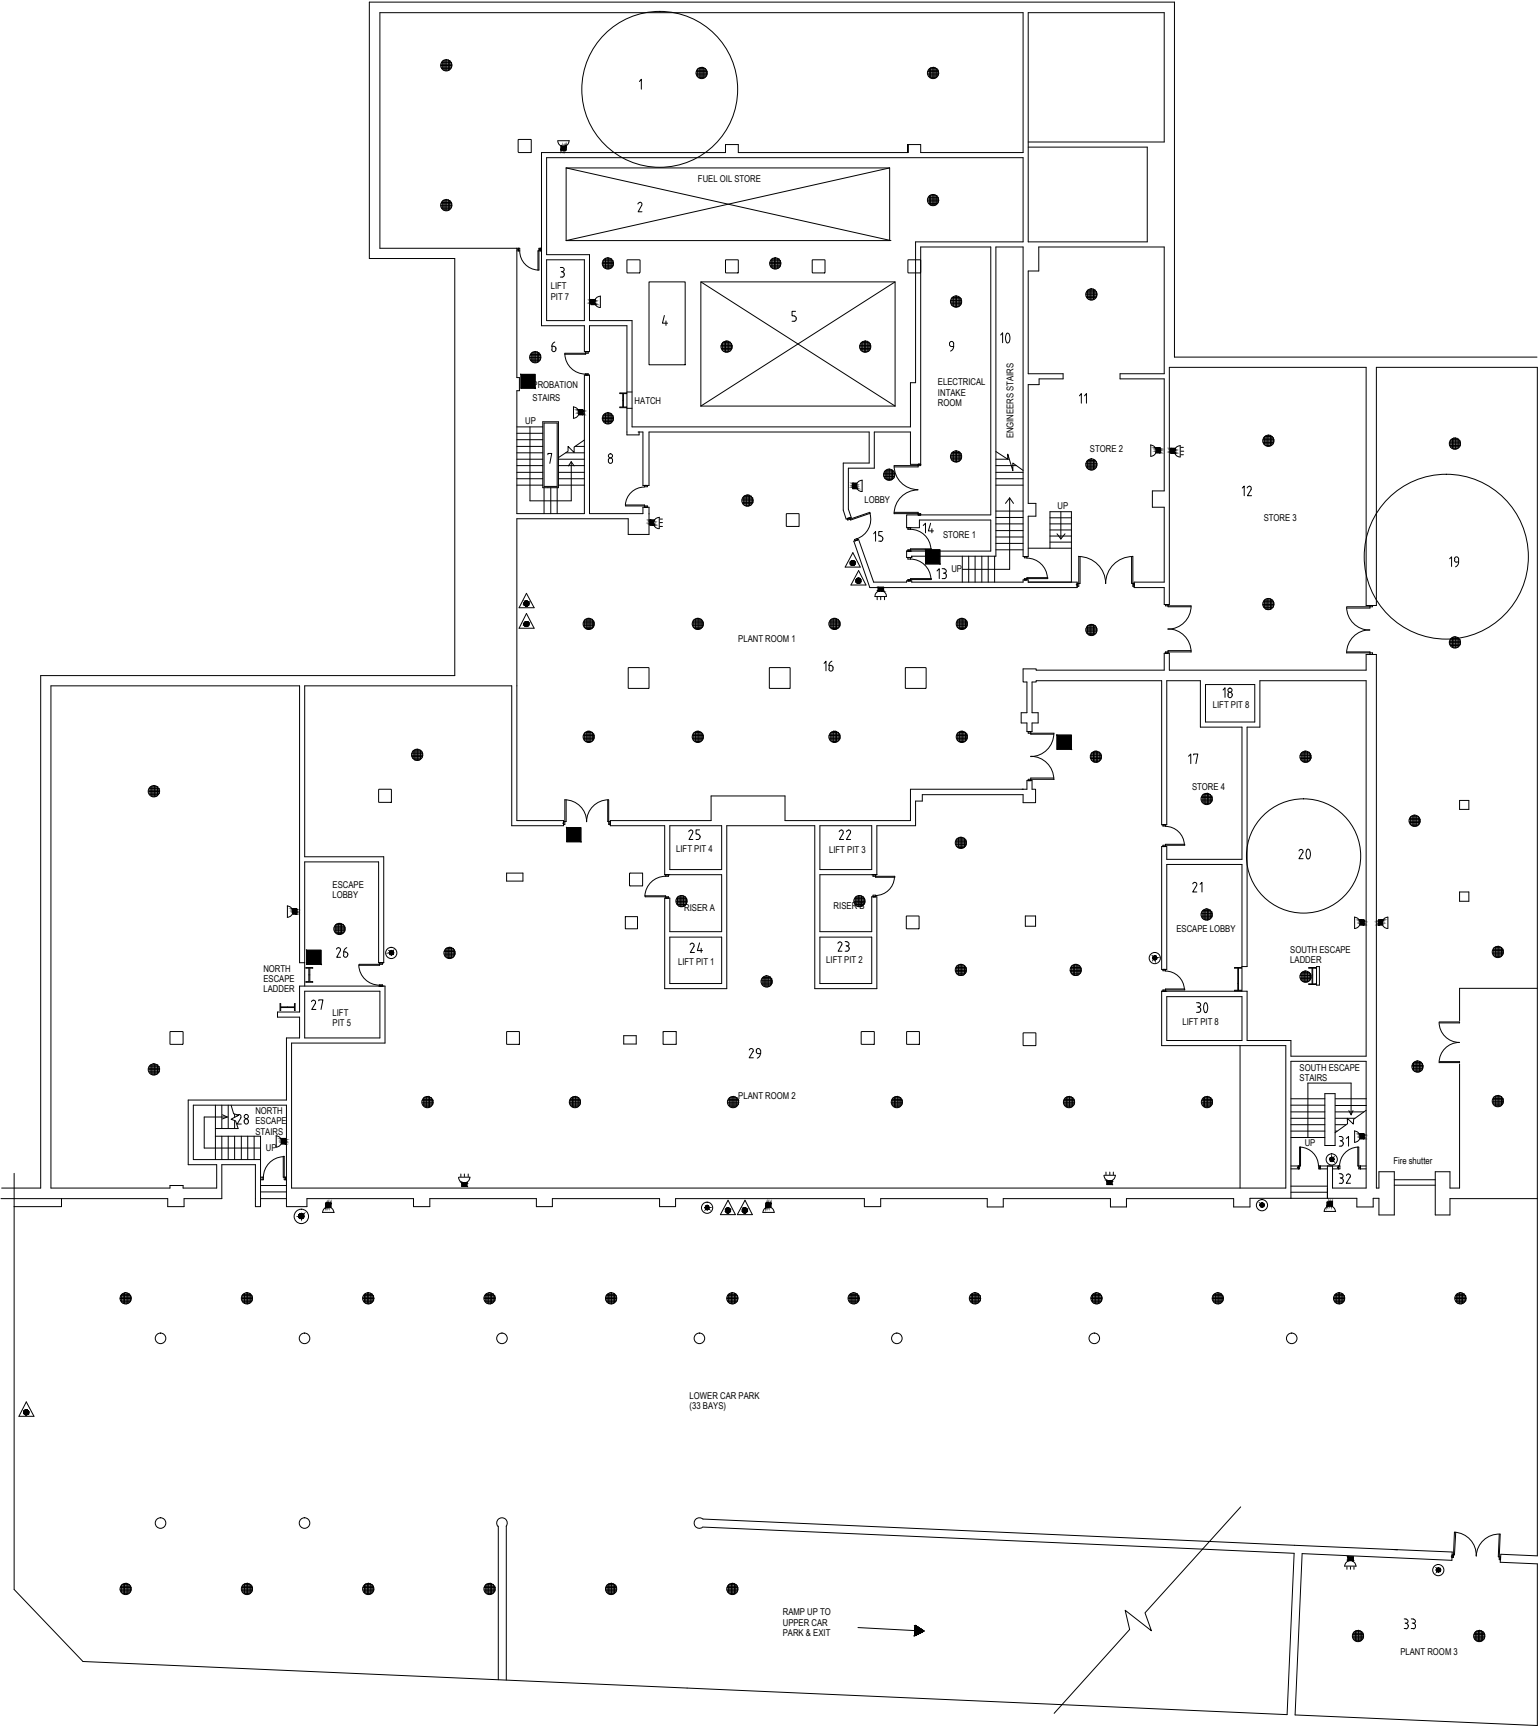 1
FUEL OIL STORE
2
3
LIFT
PIT 7
4
5
6
PROBATION
STAIRS
UP
7
HATCH
8
9
ELECTRICAL
INTAKE
ROOM
10
ENGINEERS STAIRS
11
STORE 2
UP
12
STORE 3
LOBBY
14
STORE 1
15
13
UP
19
PLANT ROOM 1
16
18
LIFT PIT 8
17
STORE 4
25
LIFT PIT 4
22
LIFT PIT 3
20
ESCAPE
LOBBY
21
RISER A
RISER B
ESCAPE LOBBY
26
24
LIFT PIT 1
23
LIFT PIT 2
SOUTH ESCAPE
LADDER
NORTH
ESCAPE
LADDER
27
LIFT
PIT 5
30
LIFT PIT 8
29
PLANT ROOM 2
SOUTH ESCAPE
STAIRS
28
NORTH
ESCAPE
STAIRS
UP
UP
31
32
Fire shutter
LOWER CAR PARK
(33 BAYS)
RAMP UP TO
UPPER CAR
PARK & EXIT
33
PLANT ROOM 3